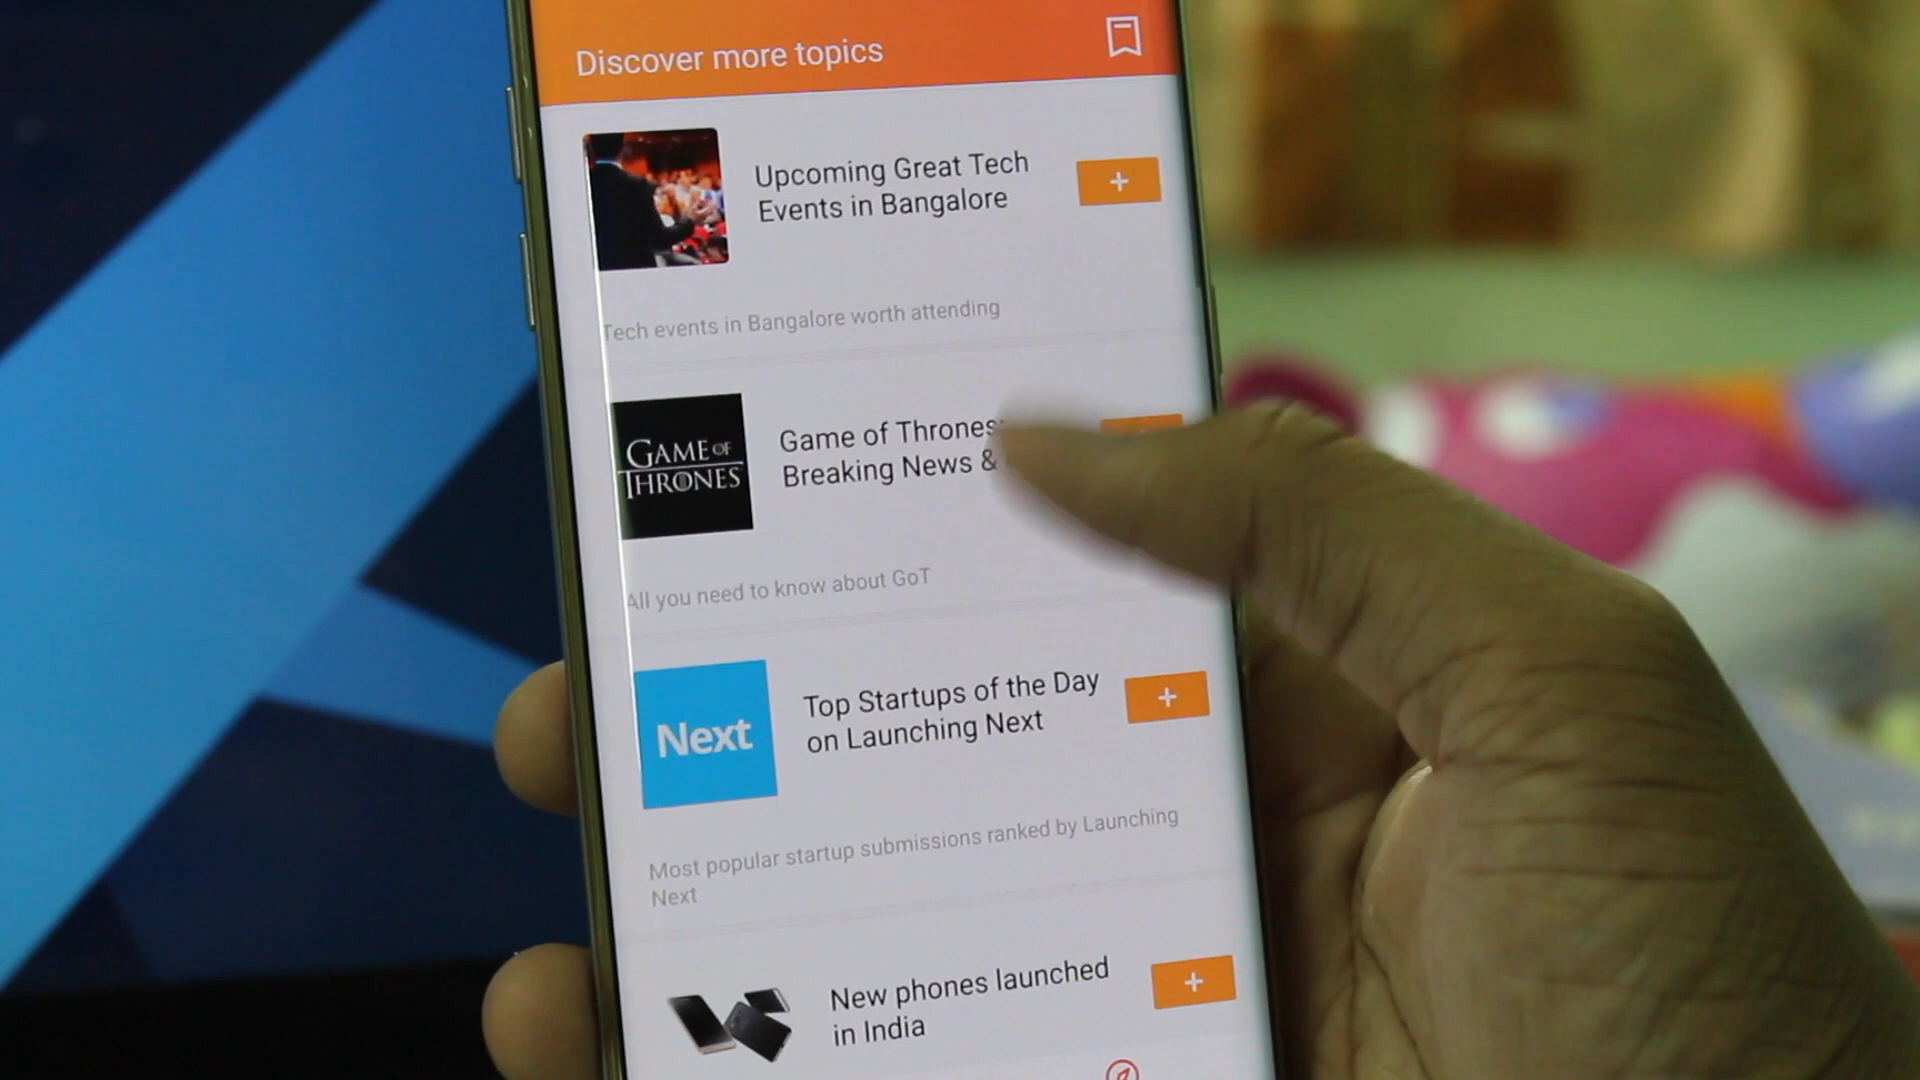 Discover more topics
Upcoming Great Tech
Events in Bangalore
+
Tech events in Bangalore worth attending
GAME OF
THRONES
Game of Thrones
Breaking News &
All you need to know about GoT
Next
Top Startups of the Day
on Launching Next
+
Most popular startup submissions ranked by Launching
Next
New phones launched
in India
+